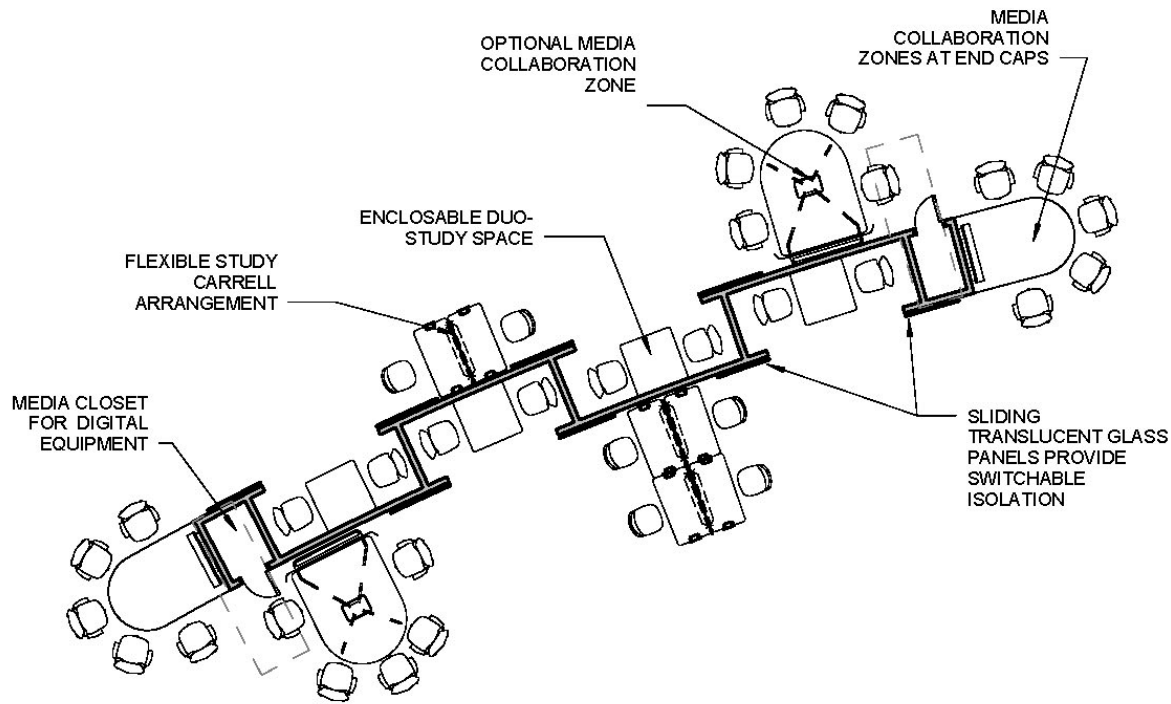 OPTIONAL MEDIA
COLLABORATION
ZONE
MEDIA
COLLABORATION
ZONES AT END CAPS
ENCLOSABLE DUO-
STUDY SPACE
FLEXIBLE STUDY
CARRELL
ARRANGEMENT
MEDIA CLOSET
FOR DIGITAL
EQUIPMENT
SLIDING
TRANSLUCENT GLASS
PANELS PROVIDE
SWITCHABLE
ISOLATION